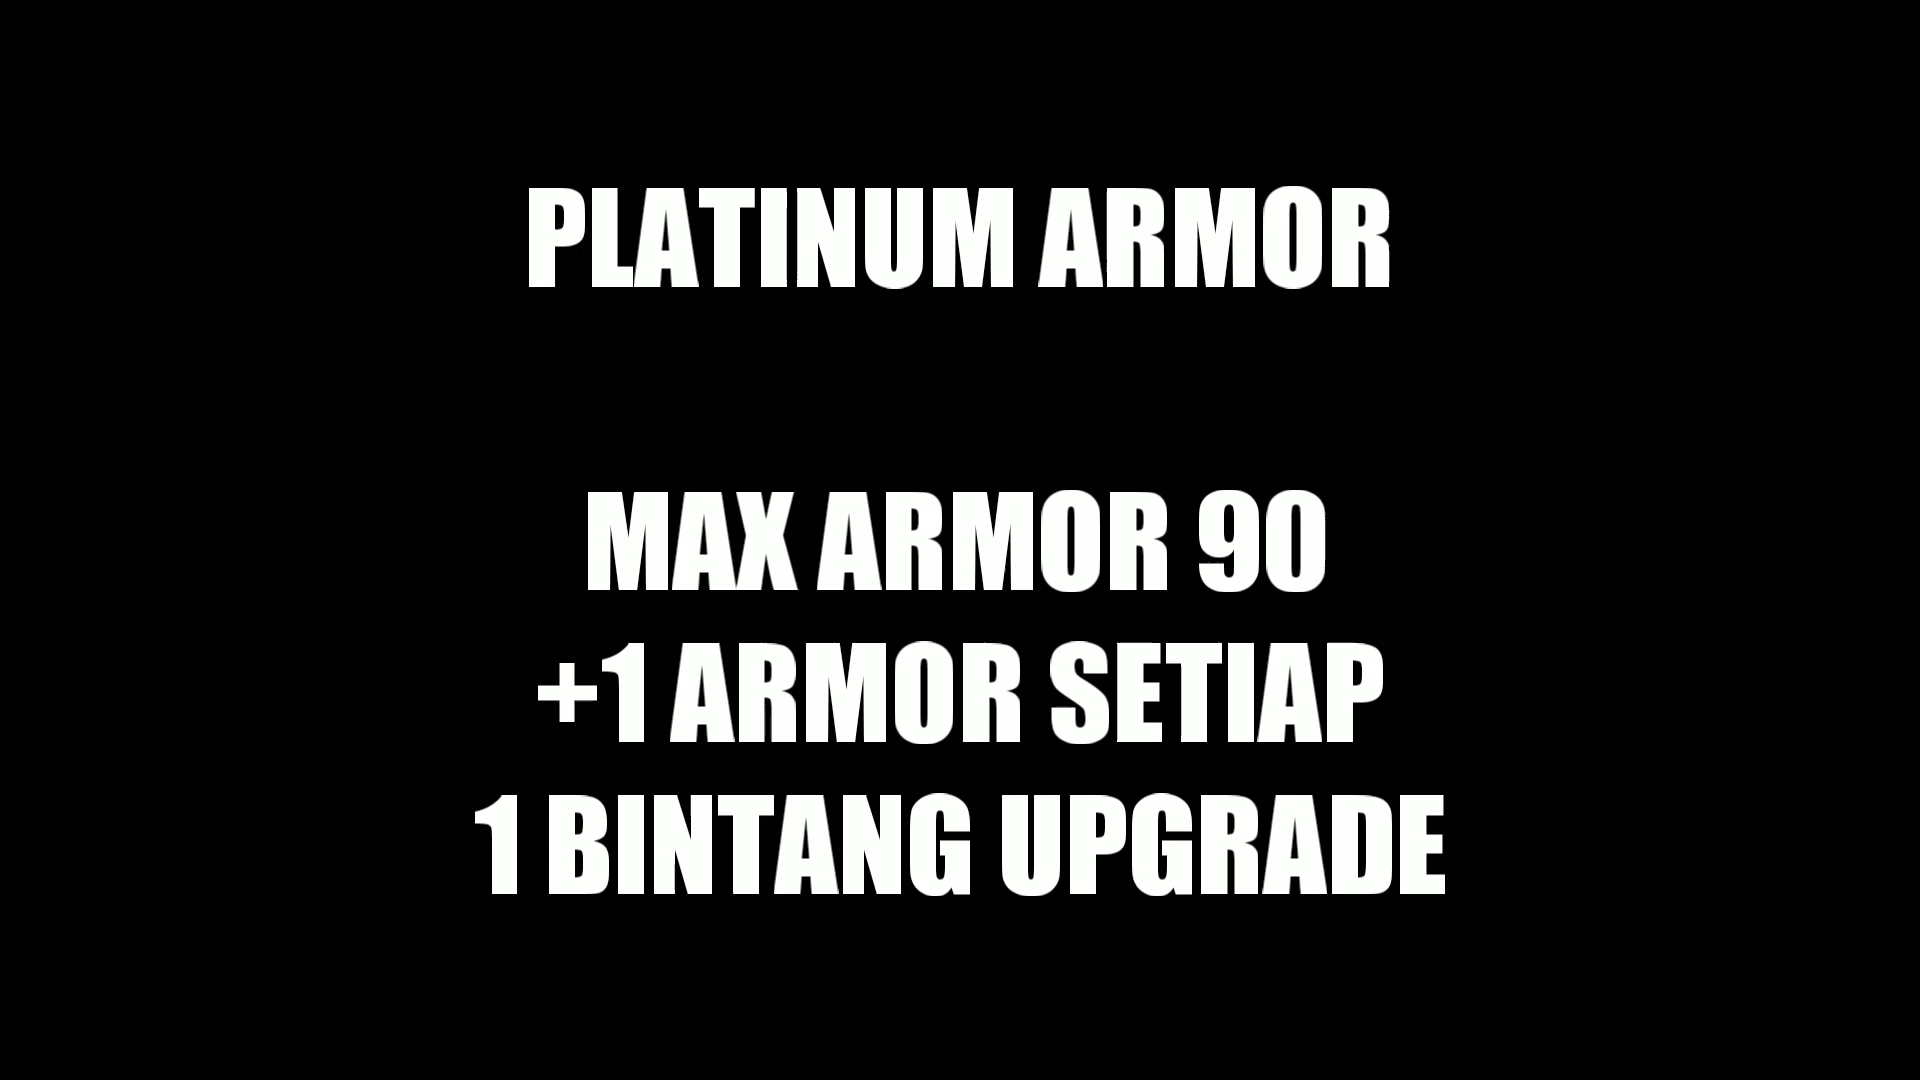 PLATINUM ARMOR
MAX ARMOR 90
+1 ARMOR SETIAP
1 BINTANG UPGRADE